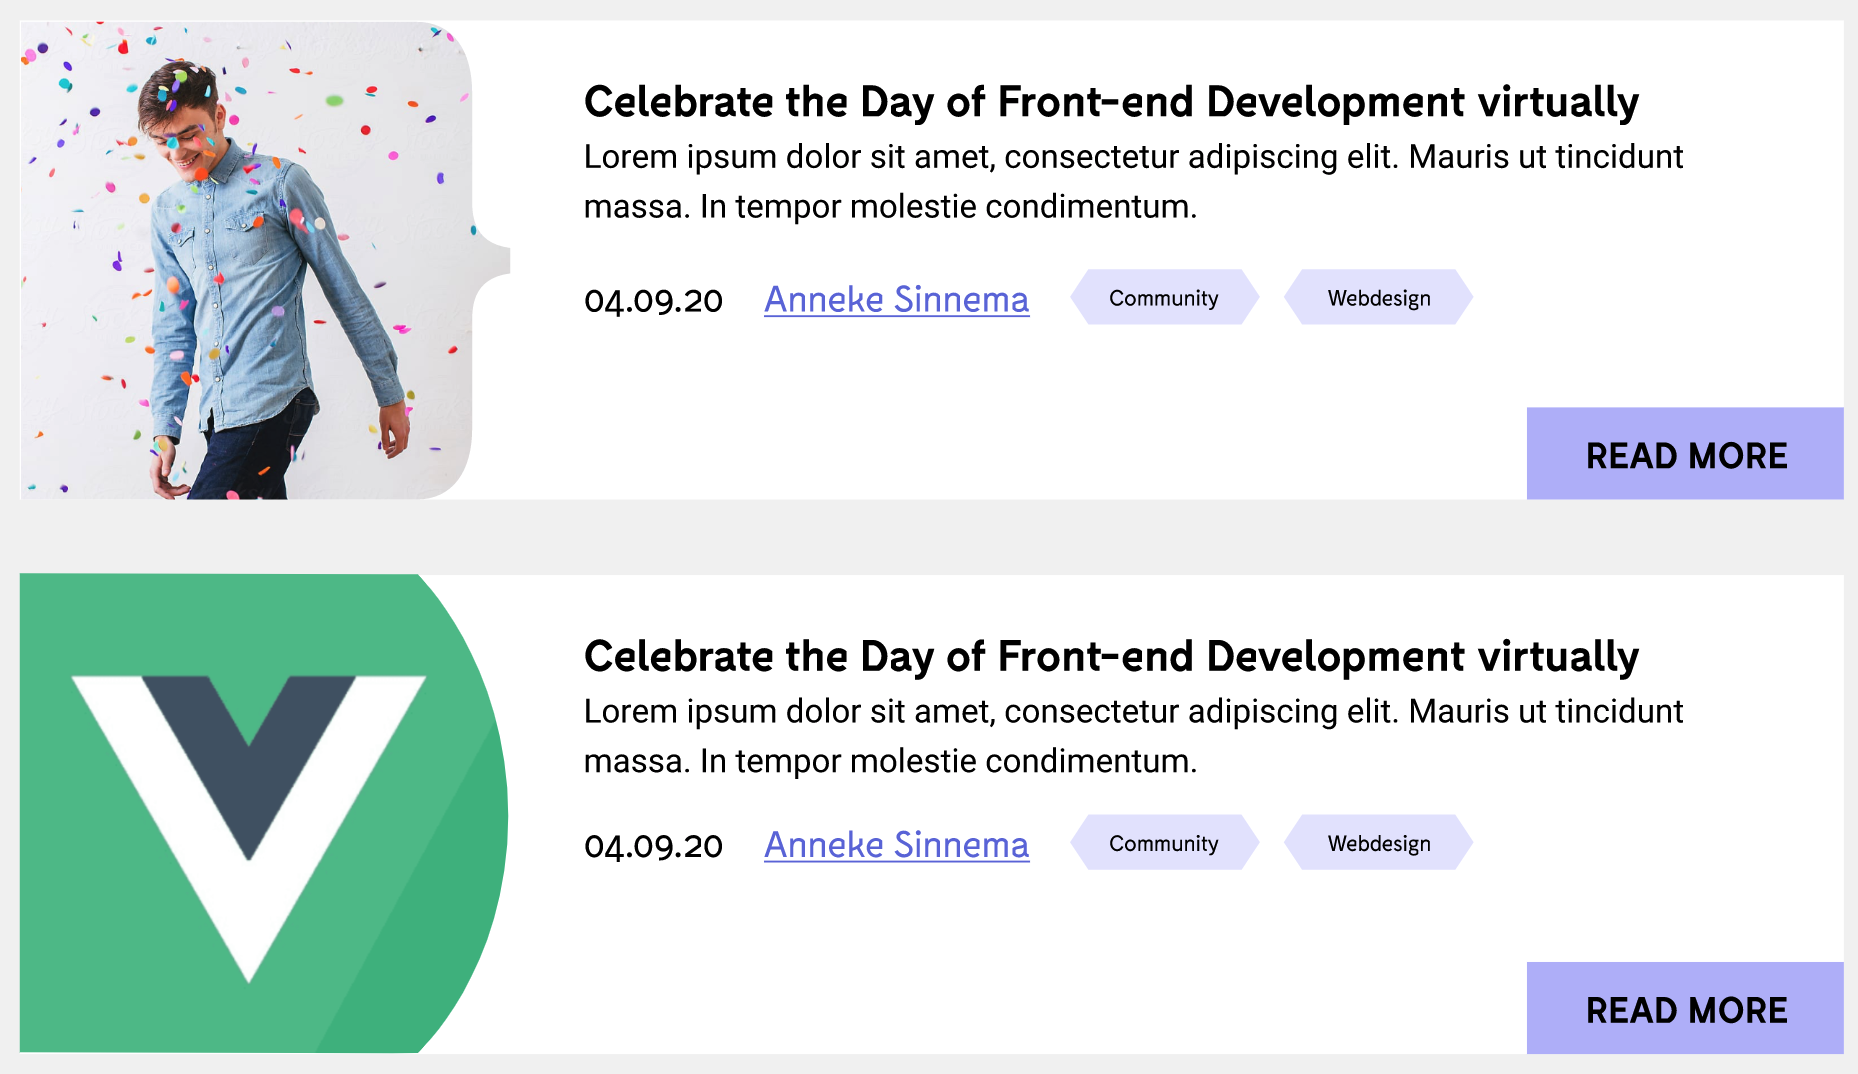 Celebrate the Day of Front-end Development virtually
Lorem ipsum dolor sit amet, consectetur adipiscing elit. Mauris ut tincidunt
massa. In tempor molestie condimentum.
04.09.20 Anneke Sinnema Community Webdesign
READ MORE
Celebrate the Day of Front-end Development virtually
Lorem ipsum dolor sit amet, consectetur adipiscing elit. Mauris ut tincidunt
massa. In tempor molestie condimentum.
04.09.20 Anneke Sinnema Community Webdesign
READ MORE